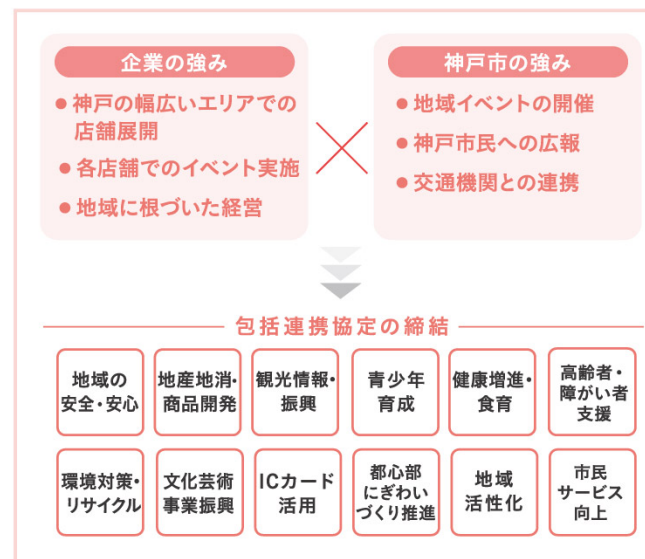 企業の強み
● 神戸の幅広いエリアでの
店舗展開
● 各店舗でのイベント実施
● 地域に根づいた経営
神戸市の強み
● 地域イベントの開催
● 神戸市民への広報
● 交通機関との連携
包括連携協定の締結
地域の
安全・安心
地産地消・
商品開発
観光情報・
振興
青少年
育成
健康増進・
食育
高齢者・
障がい者
支援
環境対策・
リサイクル
文化芸術
事業振興
ICカード
活用
都心部
にぎわい
づくり推進
地域
活性化
市民
サービス
向上